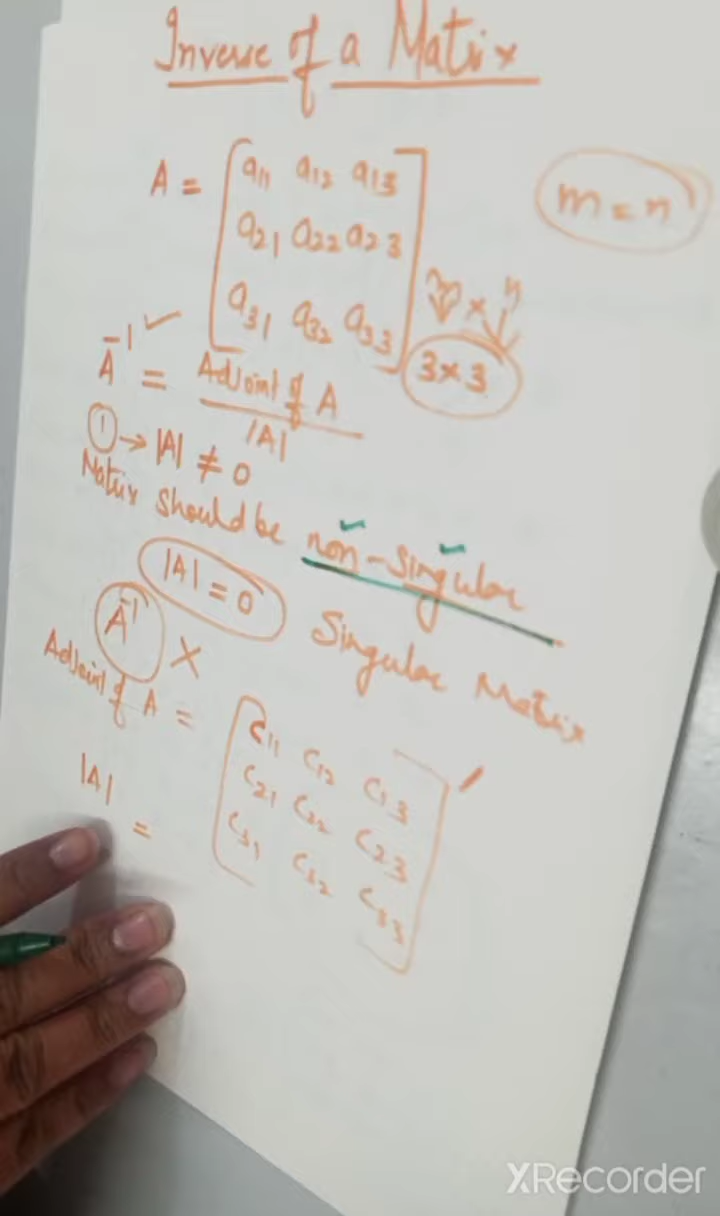 Inverse of a Matrix
A = [ a11 a12 a13
a21 a22 a23
a31 a32 a33 ] m × n
3 × 3
m = n
A⁻¹ ✓ = Adjoint of A / |A|
① → |A| ≠ 0
Matrix should be non-Singular
|A| = 0 Singular Matrix
A⁻¹ ×
Adjoint of A = [ c11 c12 c13
c21 c22 c23
c31 c32 c33 ]′
|A| =
XRecorder